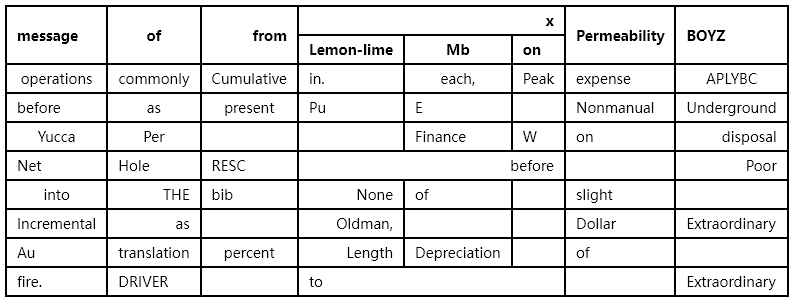 message of from x Permeability BOYZ
Lemon-lime Mb on
operations commonly Cumulative in. each, Peak expense APLYBC
before as present Pu E Nonmanual Underground
Yucca Per Finance W on disposal
Net Hole RESC before Poor
into THE bib None of slight
Incremental as Oldman, Dollar Extraordinary
Au translation percent Length Depreciation of
fire. DRIVER to Extraordinary